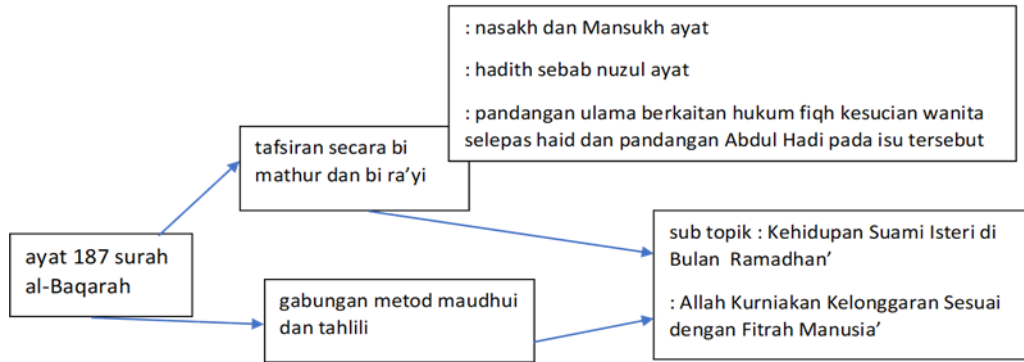 : nasakh dan Mansukh ayat
: hadith sebab nuzul ayat
: pandangan ulama berkaitan hukum fiqh kesucian wanita
selepas haid dan pandangan Abdul Hadi pada isu tersebut
tafsiran secara bi
mathur dan bi ra’yi
ayat 187 surah
al-Baqarah
gabungan metod maudhui
dan tahlili
sub topik : Kehidupan Suami Isteri di
Bulan Ramadhan’
: Allah Kurniakan Kelonggaran Sesuai
dengan Fitrah Manusia’